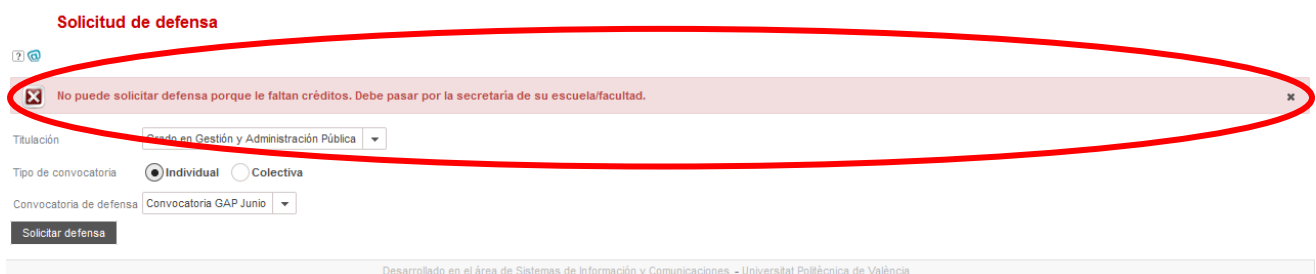 Solicitud de defensa
? @
No puede solicitar defensa porque le faltan créditos. Debe pasar por la secretaría de su escuela/facultad.
Titulación Grado en Gestión y Administración Pública
Tipo de convocatoria Individual Colectiva
Convocatoria de defensa Convocatoria GAP Junio
Solicitar defensa
Desarrollado en el área de Sistemas de Información y Comunicaciones - Universitat Politècnica de València